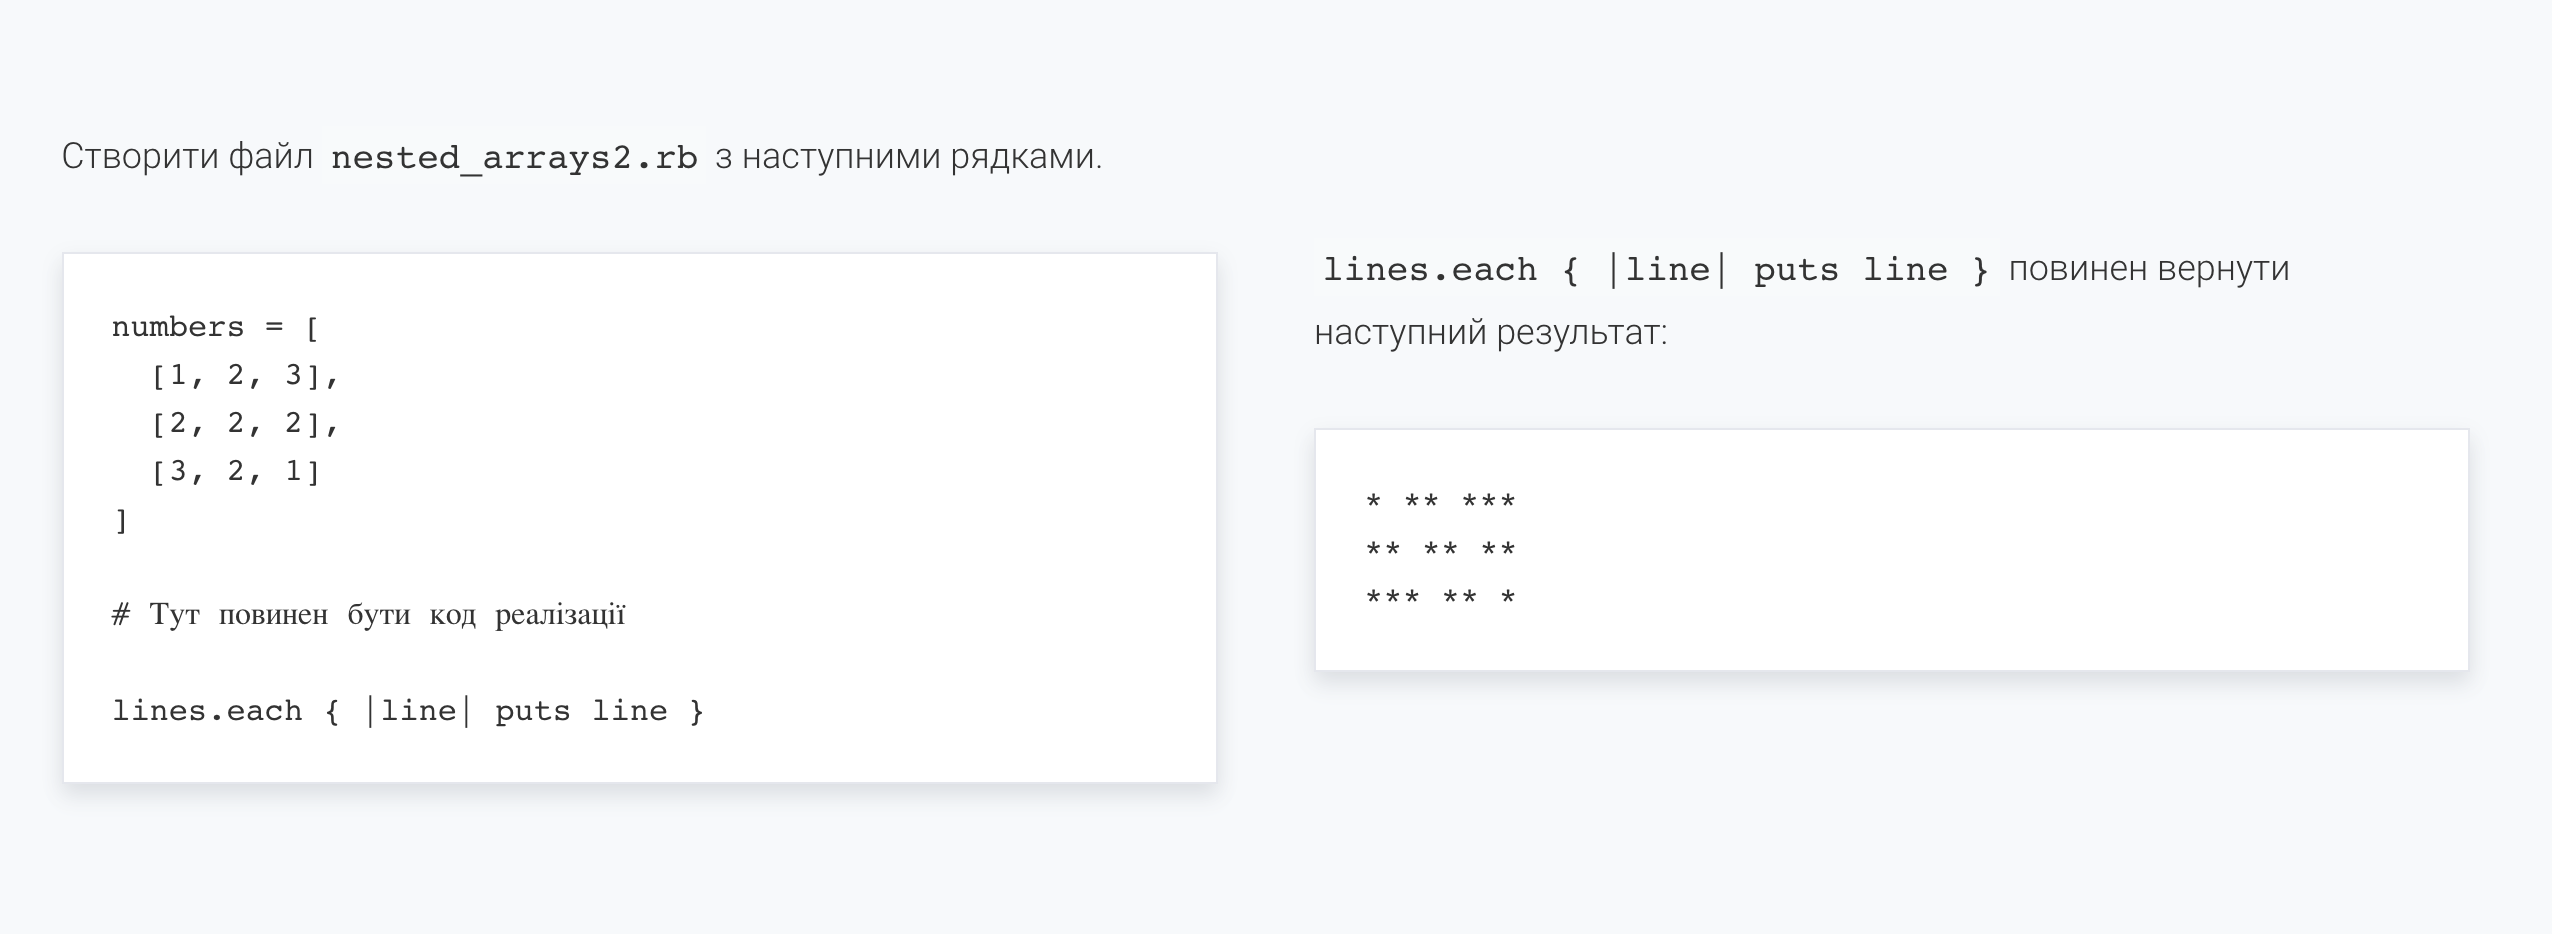 Створити файл nested_arrays2.rb з наступними рядками.
numbers = [
  [1, 2, 3],
  [2, 2, 2],
  [3, 2, 1]
]
# Тут повинен бути код реалізації
lines.each { |line| puts line }
lines.each { |line| puts line } повинен вернути
наступний результат:
* ** ***
** ** **
*** ** *